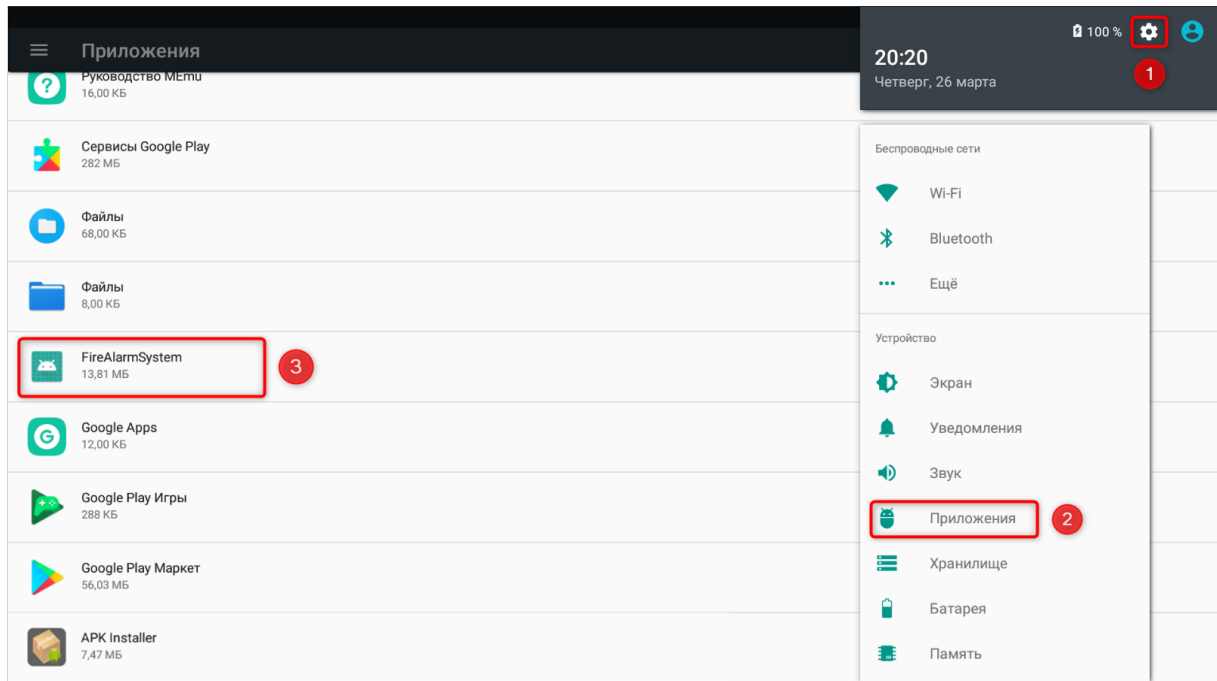 Приложения
Руководство MEmu
16,00 КБ
Сервисы Google Play
282 МБ
Файлы
68,00 КБ
Файлы
8,00 КБ
FireAlarmSystem
13,81 МБ
3
Google Apps
12,00 КБ
Google Play Игры
288 КБ
Google Play Маркет
56,03 МБ
APK Installer
7,47 МБ
100 %
20:20
Четверг, 26 марта
1
Беспроводные сети
Wi-Fi
Bluetooth
Ещё
Устройство
Экран
Уведомления
Звук
Приложения
2
Хранилище
Батарея
Память